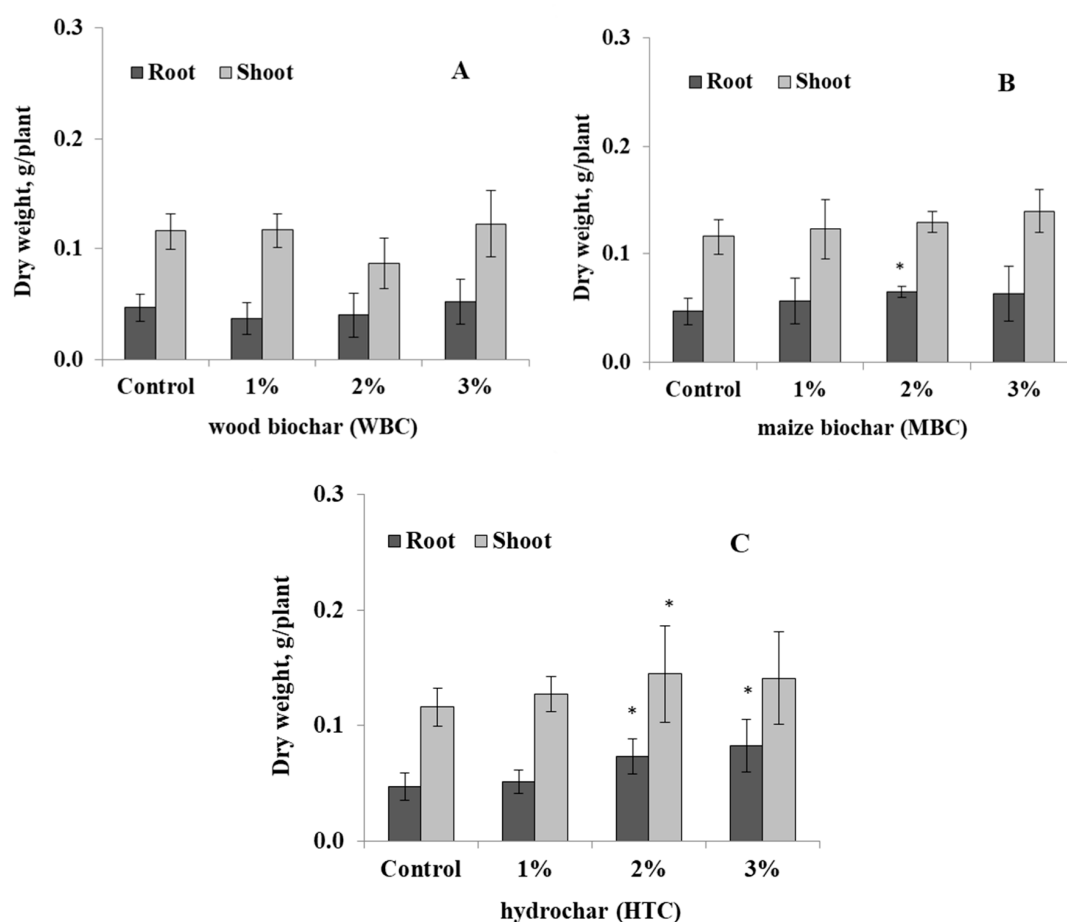 0.3
Root Shoot
A
0.2
Dry weight, g/plant
0.1
0.0
Control 1% 2% 3%
wood biochar (WBC)
0.3
Root Shoot
B
0.2
Dry weight, g/plant
*
0.1
0.0
Control 1% 2% 3%
maize biochar (MBC)
0.3
Root Shoot
C
0.2
Dry weight, g/plant
*
*
*
0.1
0.0
Control 1% 2% 3%
hydrochar (HTC)